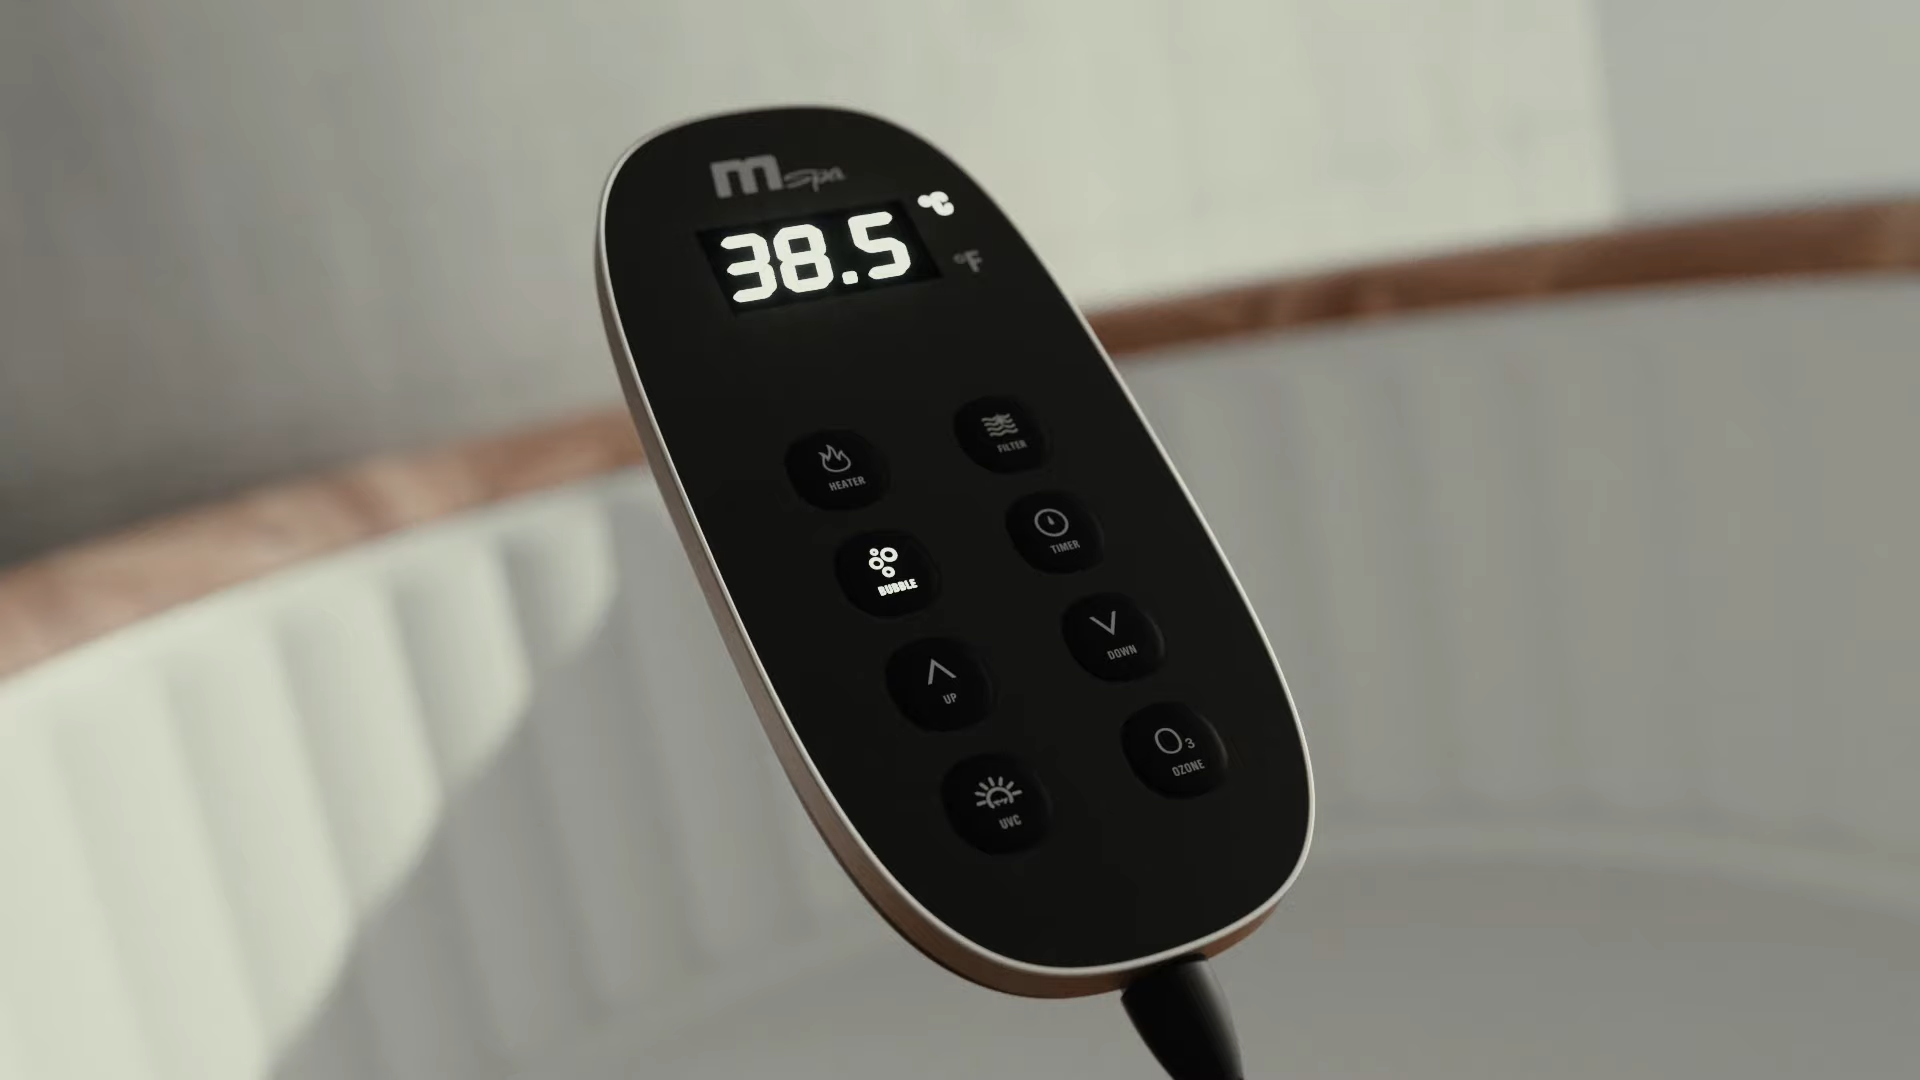 m spa
38.5 °C
°F
HEATER
FILTER
BUBBLE
TIMER
UP
DOWN
UVC
O3
OZONE